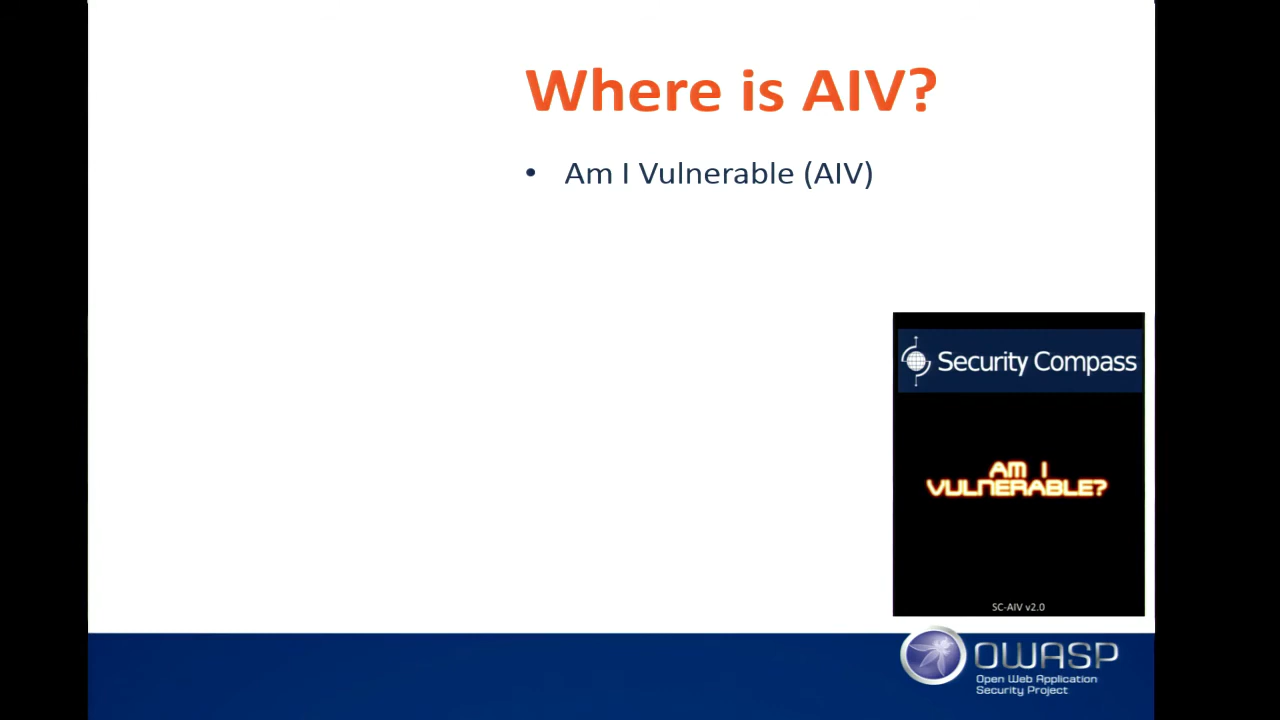 Where is AIV?
• Am I Vulnerable (AIV)
Security Compass
AM I
VULNERABLE?
SC-AIV v2.0
OWASP
Open Web Application
Security Project